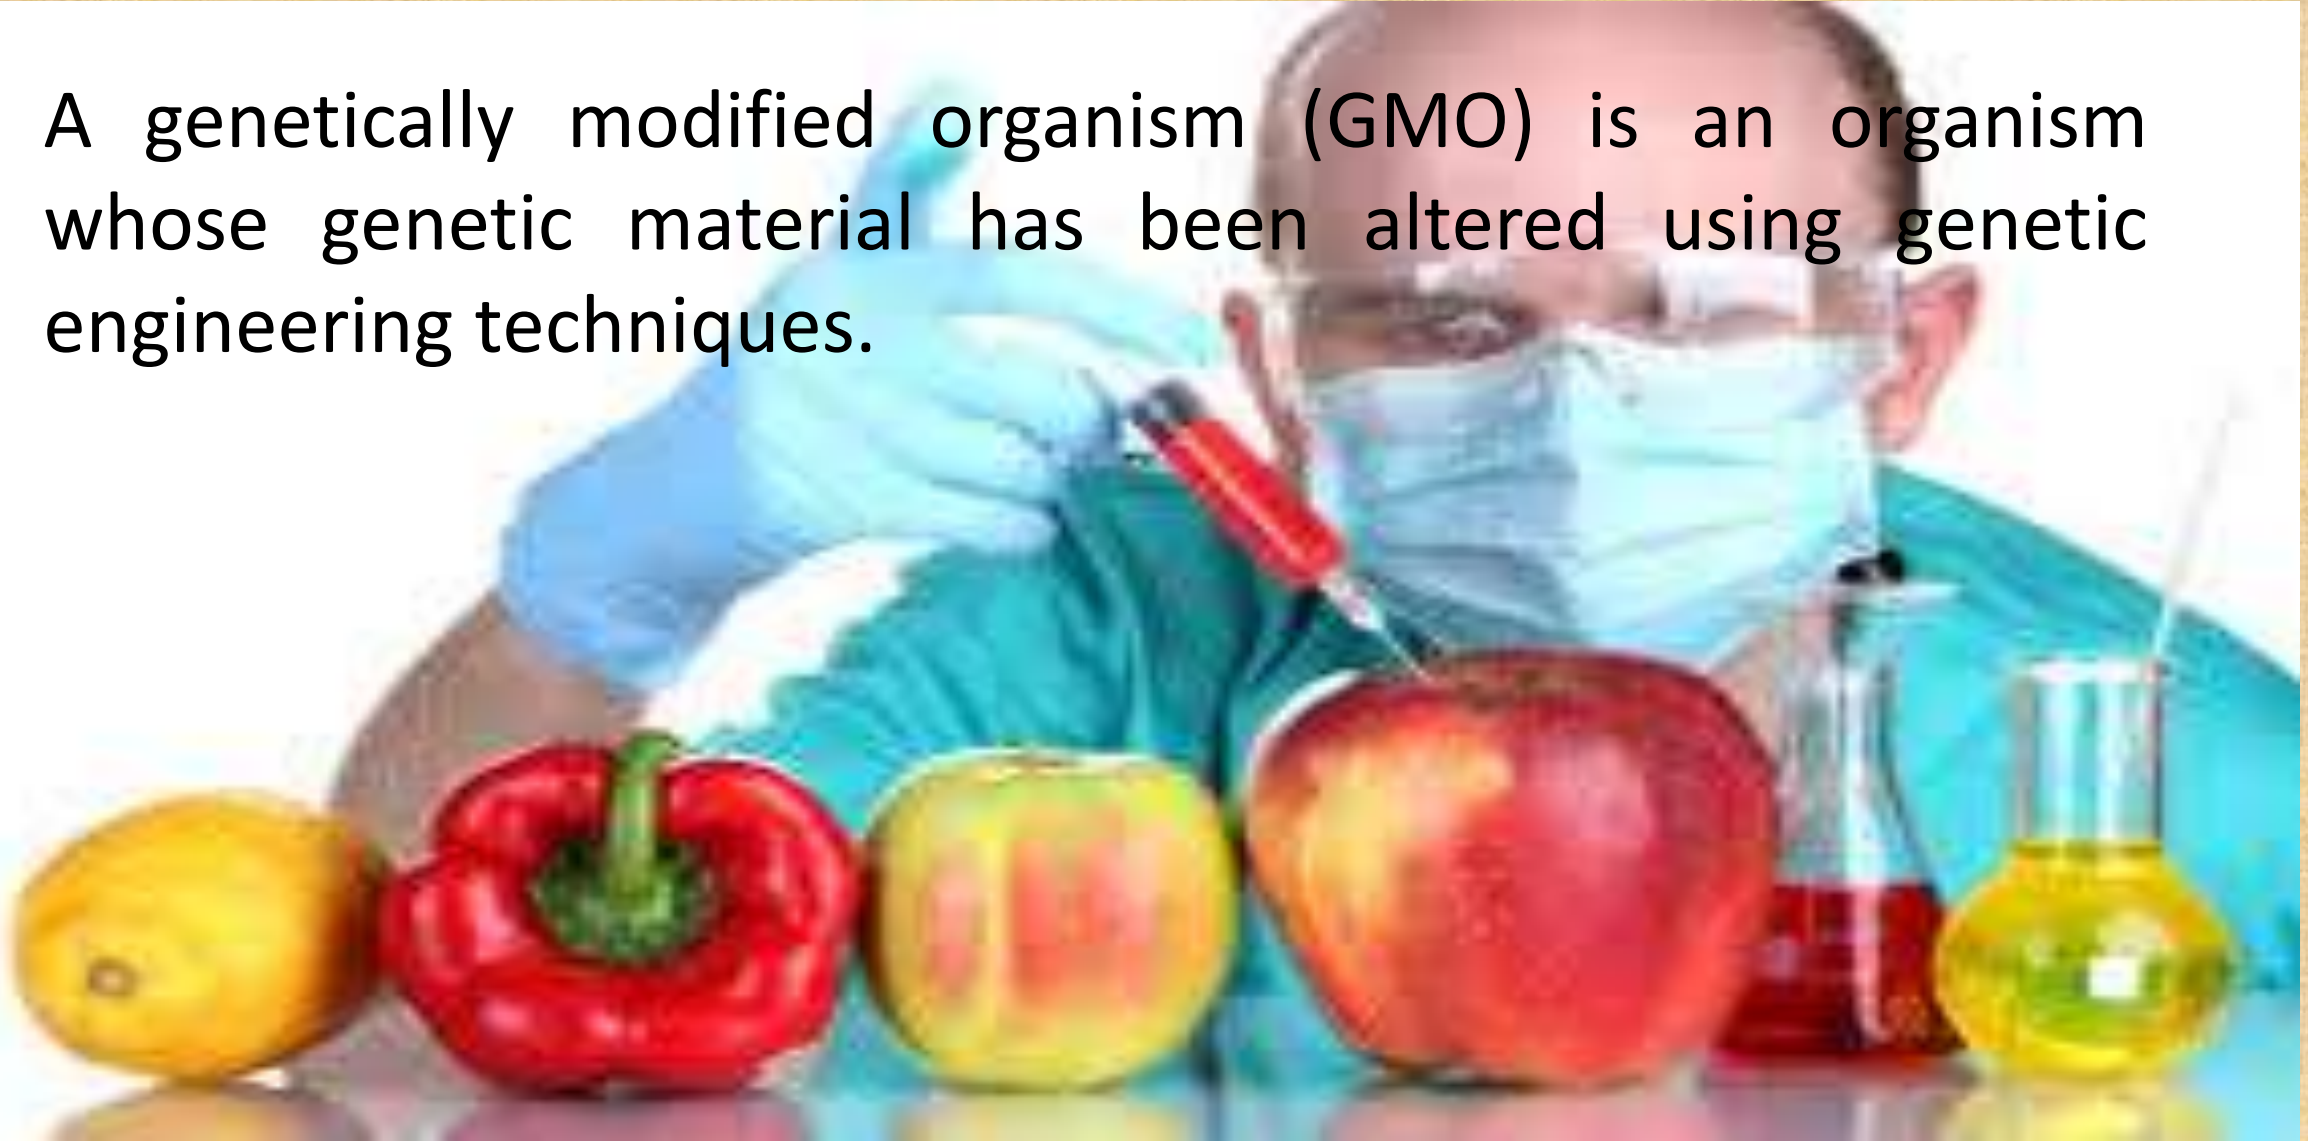 A genetically modified organism (GMO) is an organism
whose genetic material has been altered using genetic
engineering techniques.